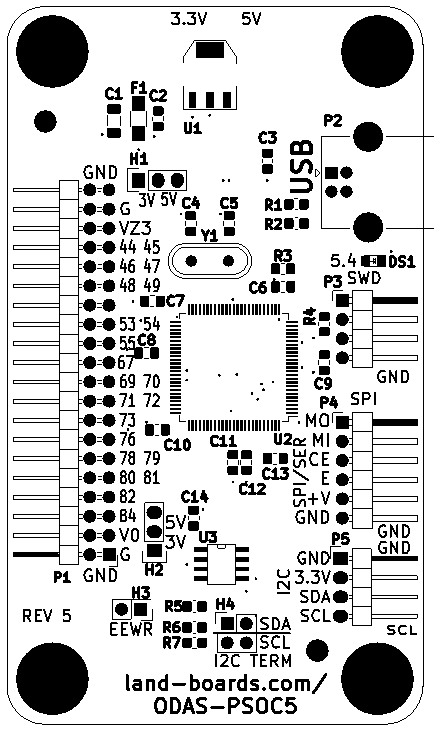 3.3V 5V
C1 F1 C2
U1
P2
C3
USB
GND H1
3V 5V
G
VZ3
44 45
46 47
48 49
C4 C5
R1
R2
Y1
R3
C6
5.4 DS1
P3 SWD
C7
R4
53 54
55
C8
67
69 70
71 72
73
76
78 79
80 81
82
84
V0
G
C9
GND
SPI
P4
C10
C11 U2
C12
C13
SPI/SER
MO
MI
CE
E
+V
GND
GND
GND
C14
5V
3V
H2
U3
P1
GND
P5
GND
3.3V
SDA
SCL
I2C
SCL
REV 5
H3
EEWR
R5
R6
R7
H4
SDA
SCL
I2C TERM
land-boards.com/
ODAS-PSOC5